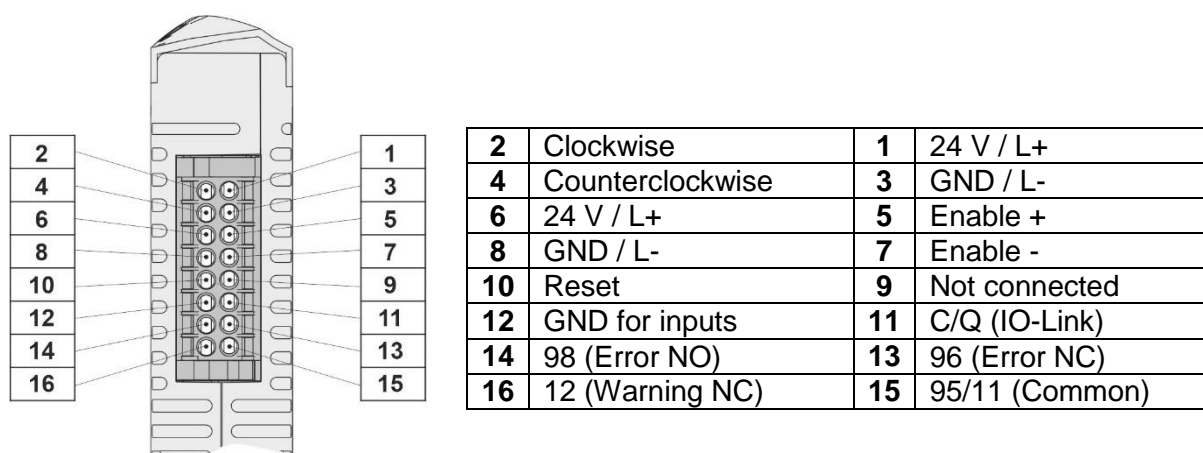 2 1
4 3
6 5
8 7
10 9
12 11
14 13
16 15
2 Clockwise 1 24 V / L+
4 Counterclockwise 3 GND / L-
6 24 V / L+ 5 Enable +
8 GND / L- 7 Enable -
10 Reset 9 Not connected
12 GND for inputs 11 C/Q (IO-Link)
14 98 (Error NO) 13 96 (Error NC)
16 12 (Warning NC) 15 95/11 (Common)